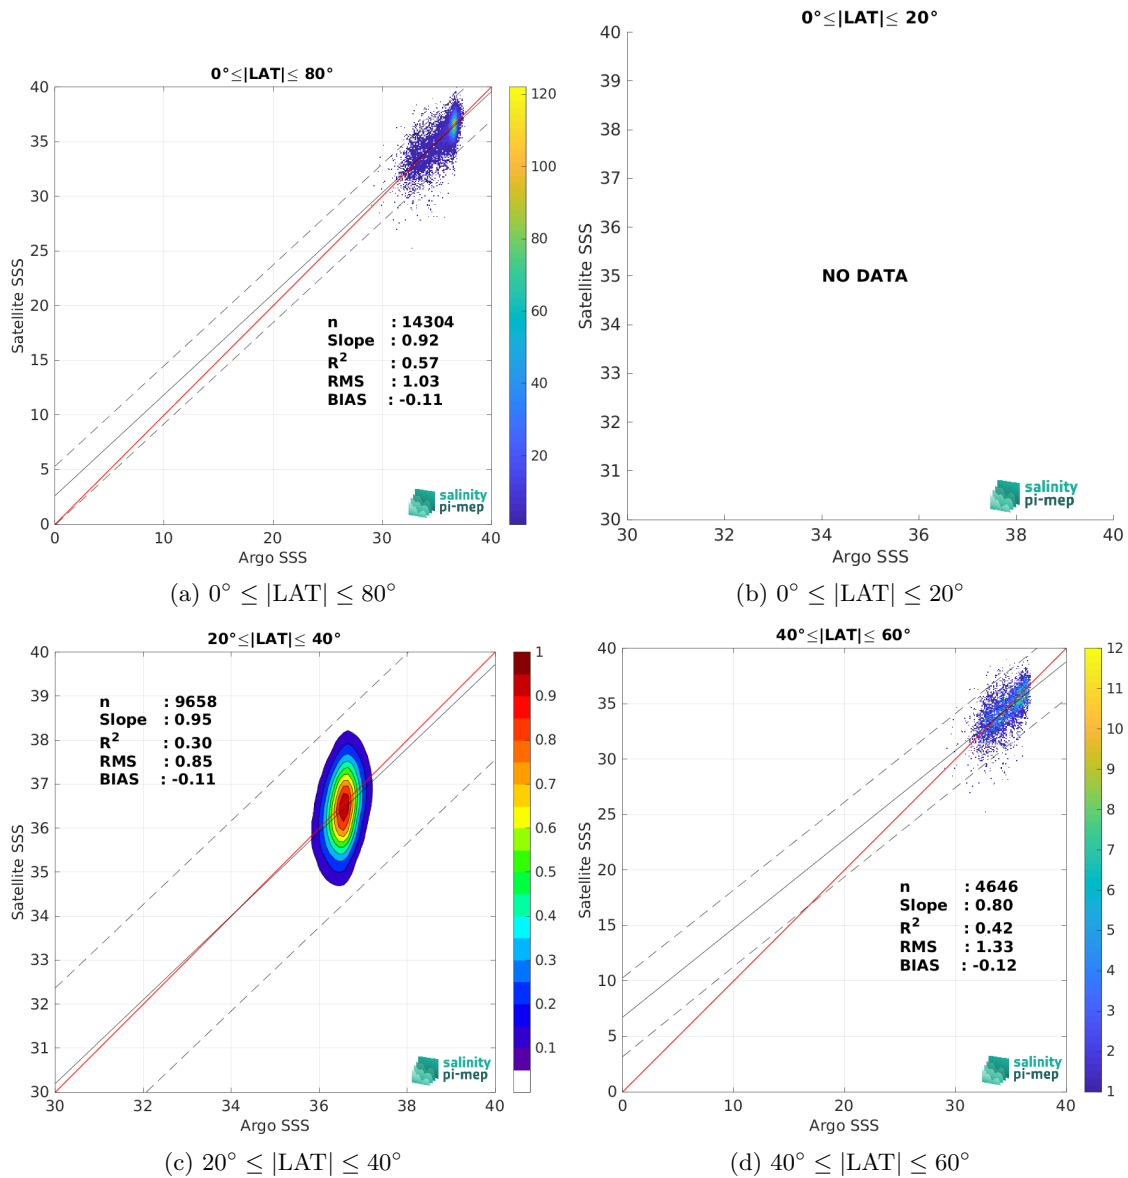 0°≤|LAT|≤ 80°
40
35
30
25
20
15
10
5
0
Satellite SSS
n : 14304
Slope : 0.92
R2 : 0.57
RMS : 1.03
BIAS : -0.11
salinity
pi-mep
0 10 20 30 40
Argo SSS
120
100
80
60
40
20
(a) 0° ≤ |LAT| ≤ 80°
0°≤|LAT|≤ 20°
40
39
38
37
36
35
34
33
32
31
30
Satellite SSS
NO DATA
salinity
pi-mep
30 32 34 36 38 40
Argo SSS
(b) 0° ≤ |LAT| ≤ 20°
20°≤|LAT|≤ 40°
40
39
38
37
36
35
34
33
32
31
30
Satellite SSS
n : 9658
Slope : 0.95
R2 : 0.30
RMS : 0.85
BIAS : -0.11
salinity
pi-mep
30 32 34 36 38 40
Argo SSS
1
0.9
0.8
0.7
0.6
0.5
0.4
0.3
0.2
0.1
(c) 20° ≤ |LAT| ≤ 40°
40°≤|LAT|≤ 60°
40
35
30
25
20
15
10
5
0
Satellite SSS
n : 4646
Slope : 0.80
R2 : 0.42
RMS : 1.33
BIAS : -0.12
salinity
pi-mep
0 10 20 30 40
Argo SSS
12
11
10
9
8
7
6
5
4
3
2
1
(d) 40° ≤ |LAT| ≤ 60°